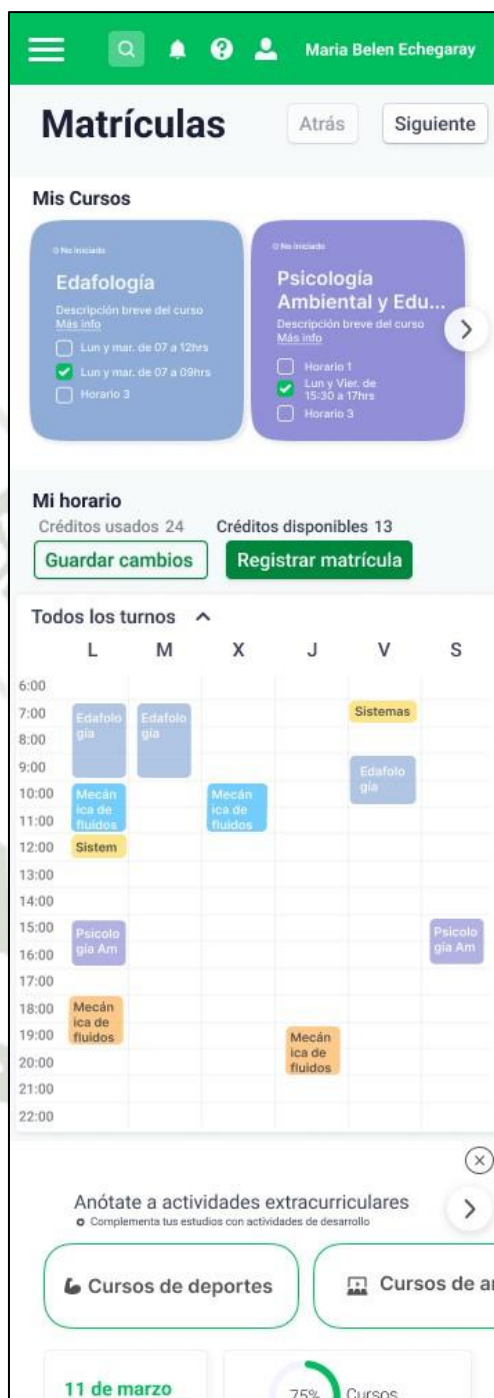 Maria Belen Echegaray
Matrículas
Atrás
Siguiente
Mis Cursos
No iniciado
Edafología
Descripción breve del curso
Más info
Lun y mar. de 07 a 12hrs
Lun y mar. de 07 a 09hrs
Horario 3
No iniciado
Psicología
Ambiental y Edu...
Descripción breve del curso
Más info
Horario 1
Lun y Vier. de
15:30 a 17hrs
Horario 3
Mi horario
Créditos usados 24
Créditos disponibles 13
Guardar cambios
Registrar matrícula
Todos los turnos
L M X J V S
6:00
7:00
8:00
9:00
10:00
11:00
12:00
13:00
14:00
15:00
16:00
17:00
18:00
19:00
20:00
21:00
22:00
Edafolo
gía
Edafolo
gía
Sistemas
Edafolo
gía
Mecán
ica de
fluidos
Mecán
ica de
fluidos
Sistem
Psicolo
gía Am
Psicolo
gía Am
Mecán
ica de
fluidos
Mecán
ica de
fluidos
Anótate a actividades extracurriculares
Complementa tus estudios con actividades de desarrollo
Cursos de deportes
Cursos de ar
11 de marzo
75%
Cursos